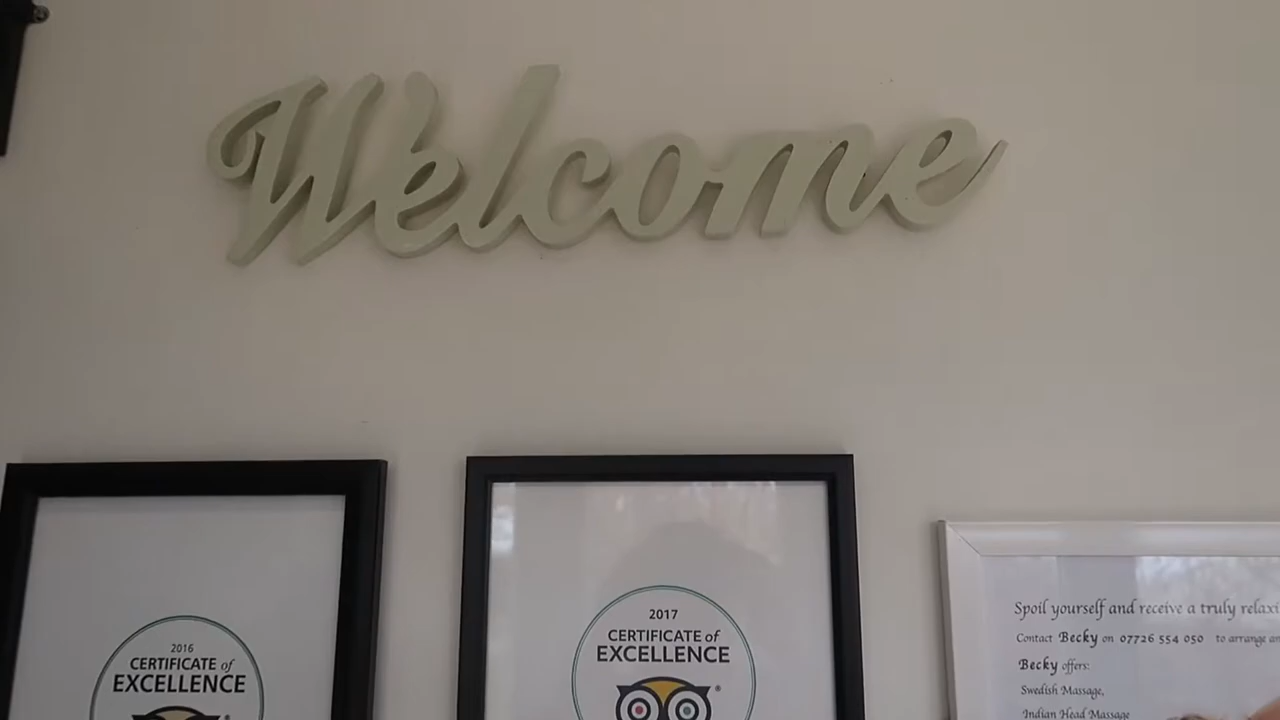 Welcome
2016
CERTIFICATE of
EXCELLENCE
2017
CERTIFICATE of
EXCELLENCE
Spoil yourself and receive a truly
Contact Becky on 07726 554 050 to arrange
Becky offers:
Swedish Massage,
Indian Head Massage